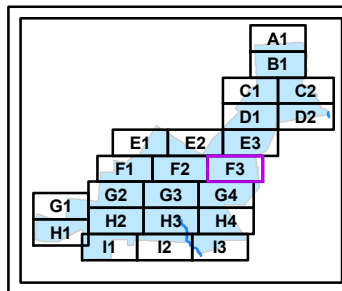 A1
B1
C1 C2
D1 D2
E1 E2 E3
F1 F2 F3
G1 G2 G3 G4
H1 H2 H3 H4
I1 I2 I3